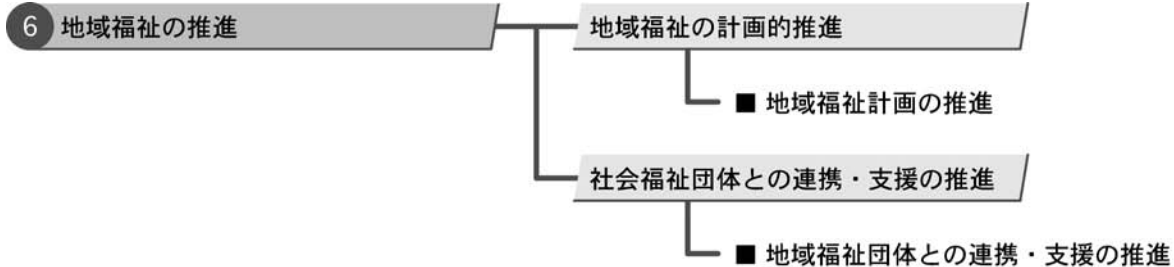 6 地域福祉の推進
地域福祉の計画的推進
■ 地域福祉計画の推進
社会福祉団体との連携・支援の推進
■ 地域福祉団体との連携・支援の推進